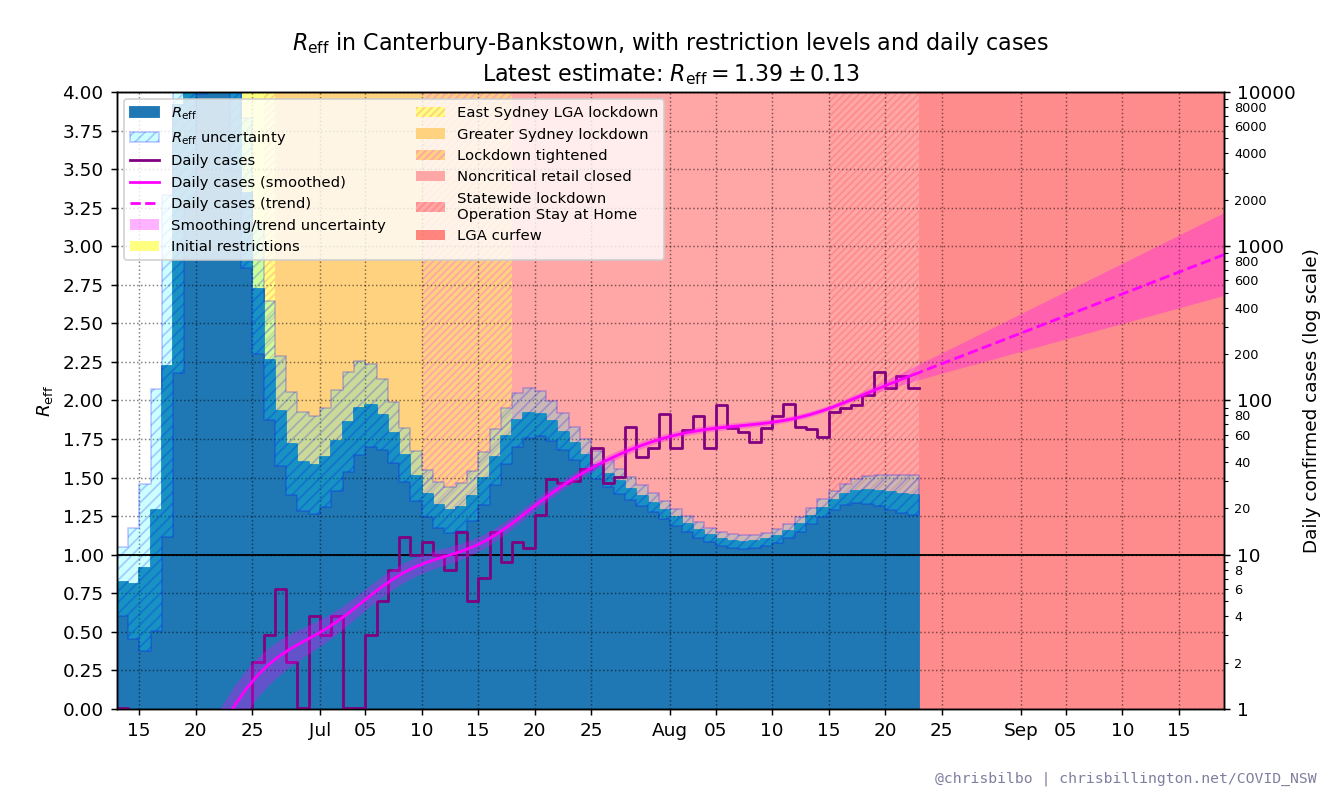 Reff in Canterbury-Bankstown, with restriction levels and daily cases
Latest estimate: Reff = 1.39 ± 0.13
Reff
Reff uncertainty
Daily cases
Daily cases (smoothed)
Daily cases (trend)
Smoothing/trend uncertainty
Initial restrictions
East Sydney LGA lockdown
Greater Sydney lockdown
Lockdown tightened
Noncritical retail closed
Statewide lockdown
Operation Stay at Home
LGA curfew
Reff
4.00
3.75
3.50
3.25
3.00
2.75
2.50
2.25
2.00
1.75
1.50
1.25
1.00
0.75
0.50
0.25
0.00
10000
8000
6000
4000
2000
1000
800
600
400
200
100
80
60
40
20
10
8
6
4
2
1
Daily confirmed cases (log scale)
15 20 25 Jul 05 10 15 20 25 Aug 05 10 15 20 25 Sep 05 10 15
@chrisbilbo | chrisbillington.net/COVID_NSW